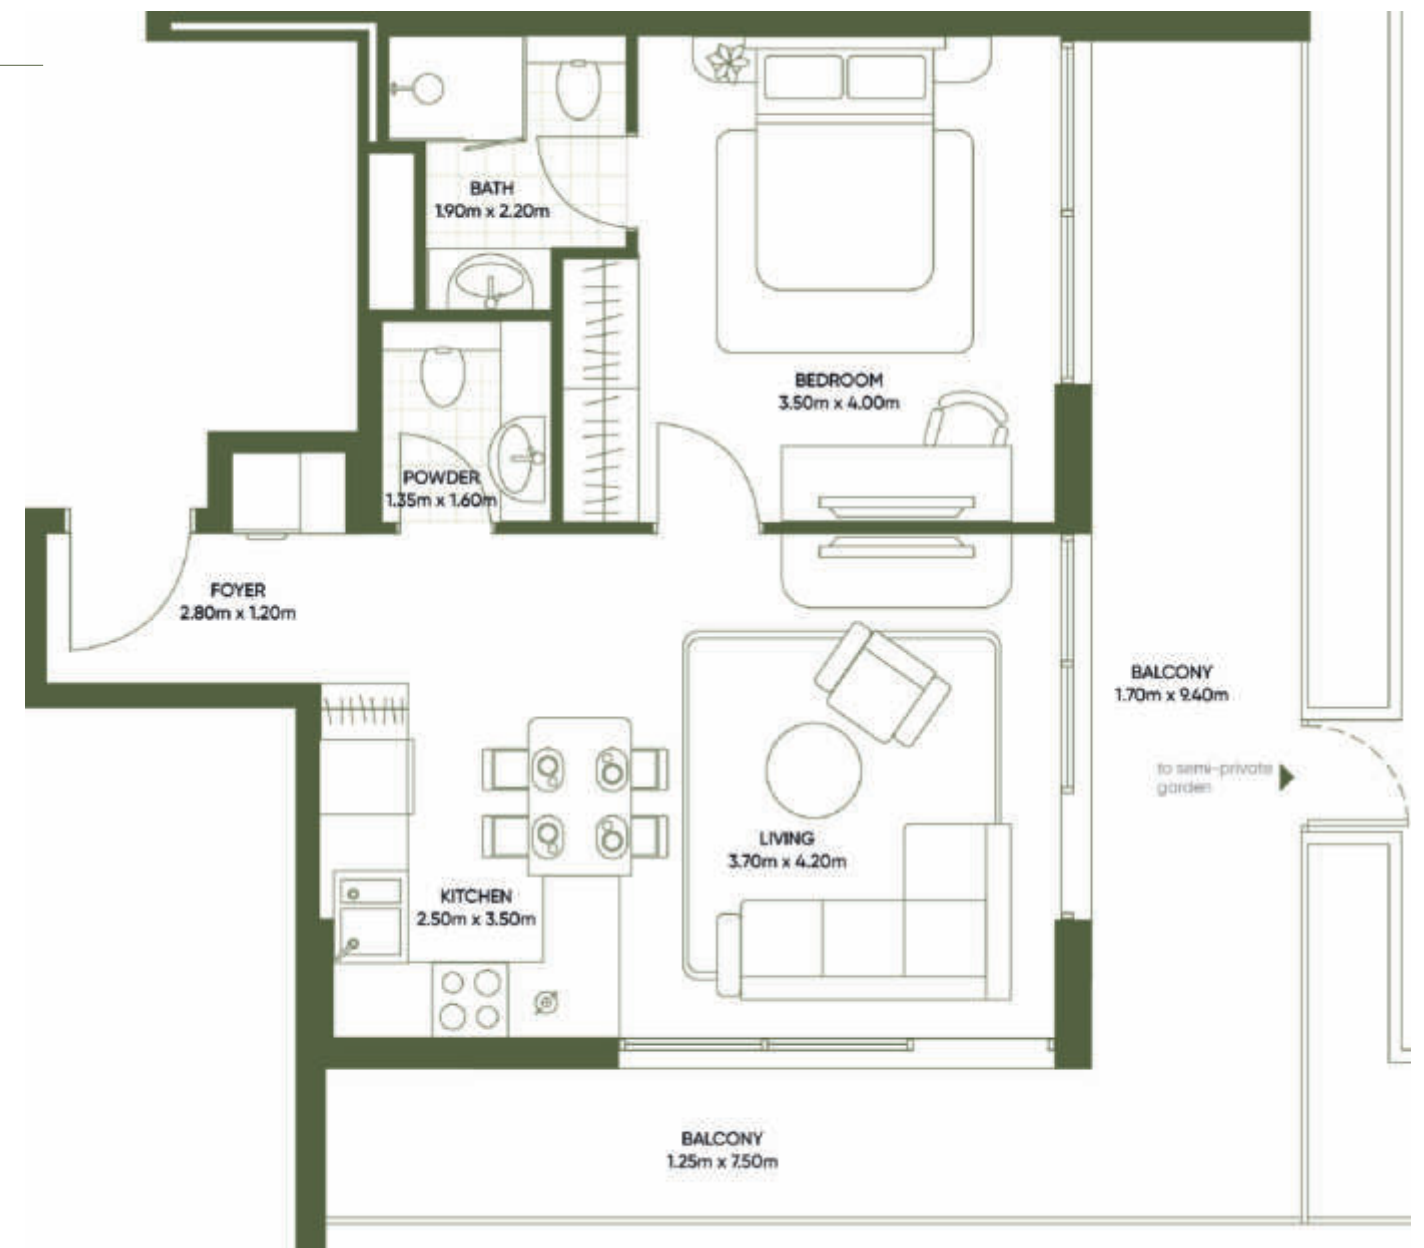 BATH
1.90m x 2.20m
BEDROOM
3.50m x 4.00m
POWDER
1.35m x 1.60m
FOYER
2.80m x 1.20m
BALCONY
1.70m x 9.40m
to semi-private
garden
LIVING
3.70m x 4.20m
KITCHEN
2.50m x 3.50m
BALCONY
1.25m x 7.50m